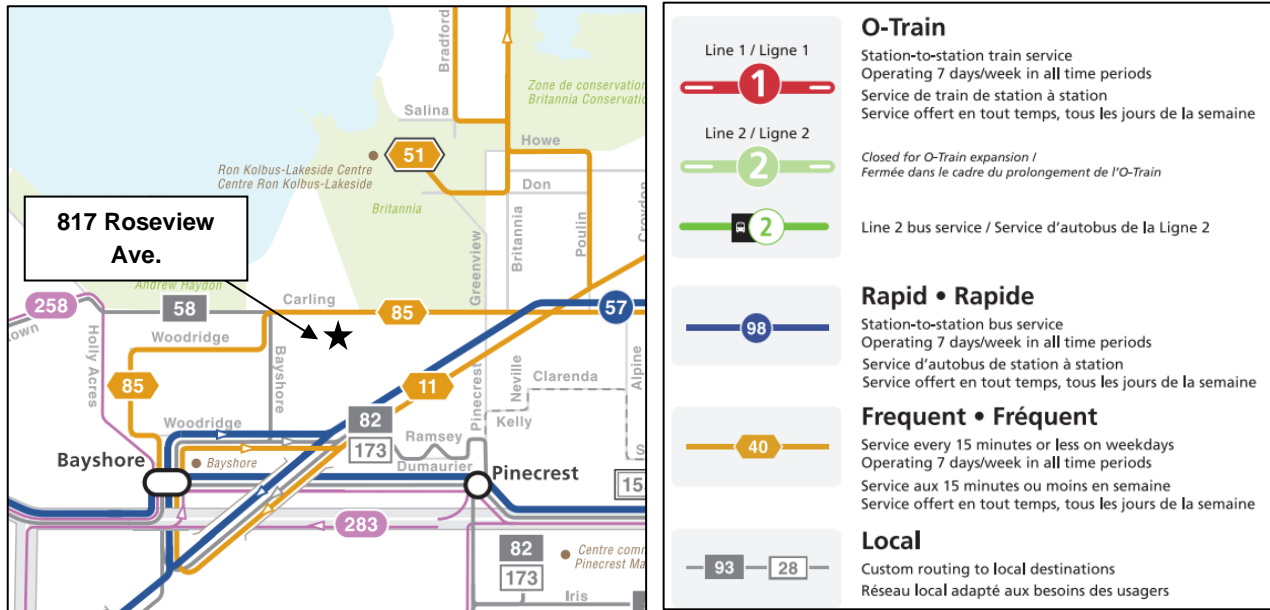 Bradford
Zone de conservation
Britannia Conserva
Salina
Howe
51
Ron Kolbus-Lakeside Centre
Centre Ron Kolbus-Lakeside
Don
Britannia
817 Roseview
Ave.
Greenview
Britannia
Poulin
Croydon
Andrew Haydon
258
58
Carling
85
57
town
Holly Acres
Woodridge
Bayshore
85
11
Pinecrest
Neville
Clarenda
Alpine
Kelly
Woodridge
82
173
Ramsey
Dumaurier
S
Bayshore
Bayshore
Pinecrest
15
283
82
173
Centre comm
Pinecrest Ma
Iris
O-Train
Line 1 / Ligne 1
1
Station-to-station train service
Operating 7 days/week in all time periods
Service de train de station à station
Service offert en tout temps, tous les jours de la semaine
Line 2 / Ligne 2
2
Closed for O-Train expansion /
Fermée dans le cadre du prolongement de l'O-Train
2
Line 2 bus service / Service d'autobus de la Ligne 2
Rapid • Rapide
98
Station-to-station bus service
Operating 7 days/week in all time periods
Service d'autobus de station à station
Service offert en tout temps, tous les jours de la semaine
Frequent • Fréquent
40
Service every 15 minutes or less on weekdays
Operating 7 days/week in all time periods
Service aux 15 minutes ou moins en semaine
Service offert en tout temps, tous les jours de la semaine
Local
93
28
Custom routing to local destinations
Réseau local adapté aux besoins des usagers